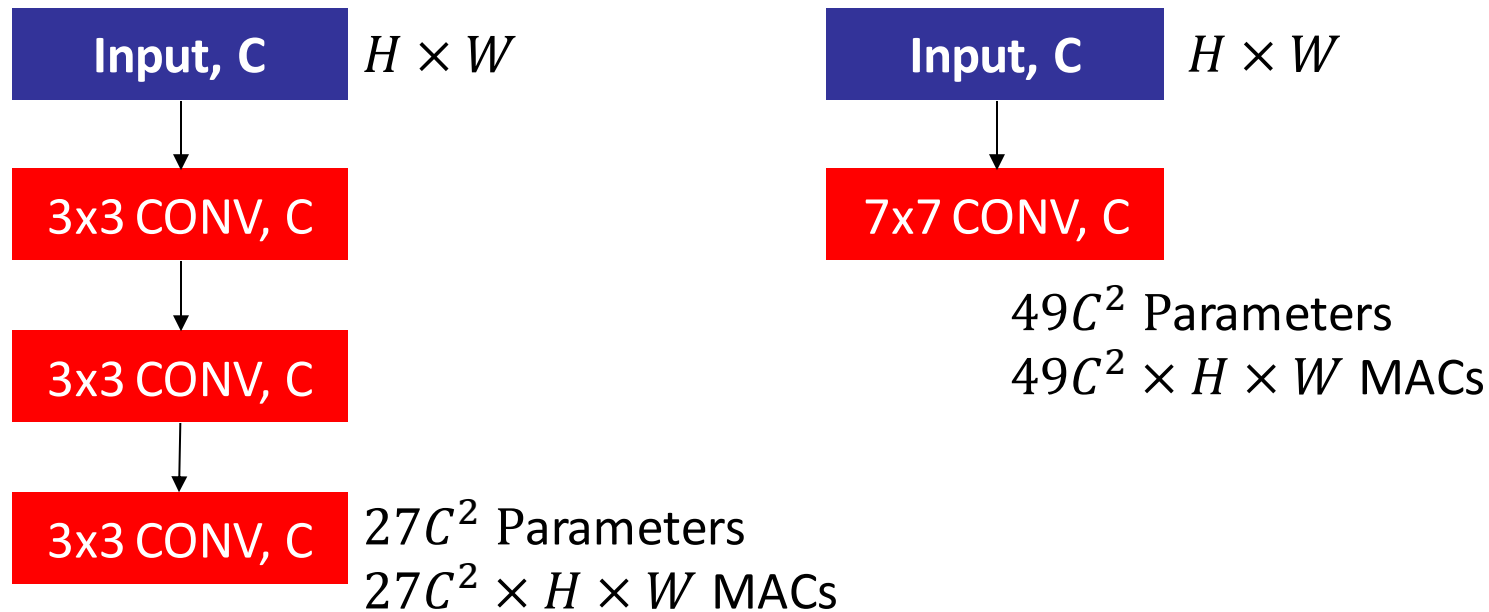 Input, C
H × W
3x3 CONV, C
3x3 CONV, C
3x3 CONV, C
27C² Parameters
27C² × H × W MACs
Input, C
H × W
7x7 CONV, C
49C² Parameters
49C² × H × W MACs